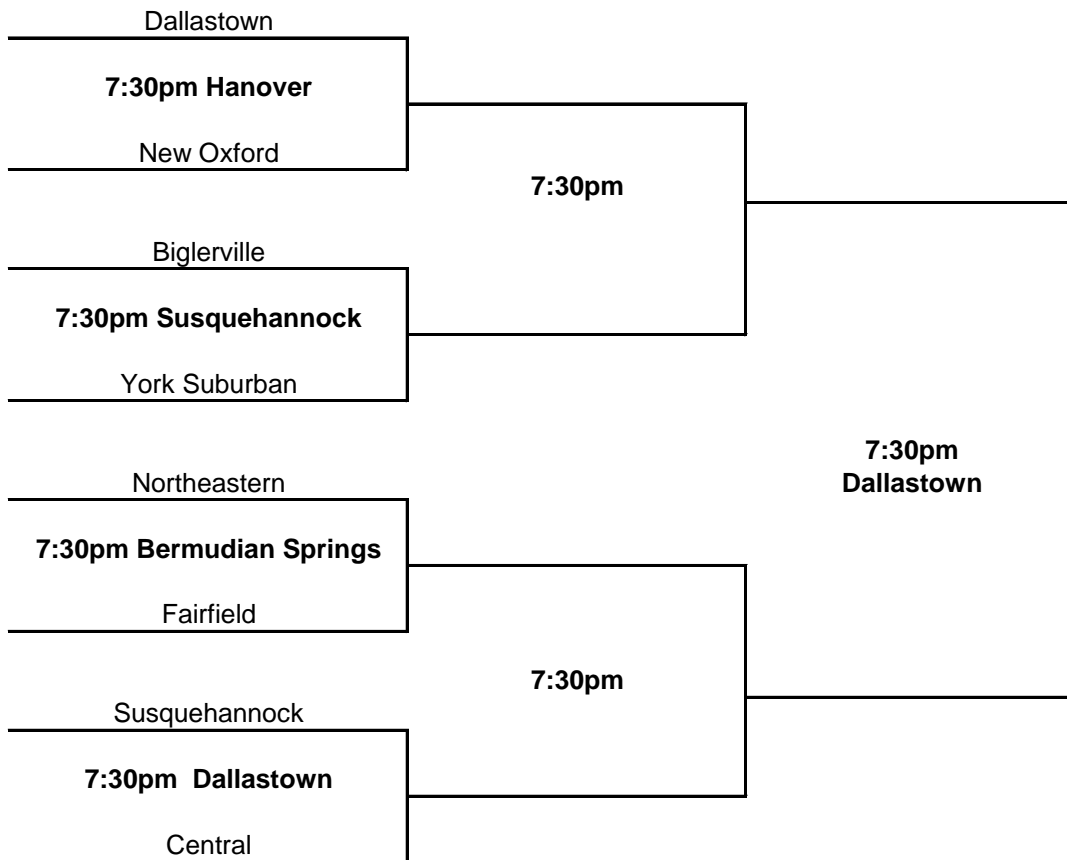 Dallastown
7:30pm Hanover
New Oxford
7:30pm
Biglerville
7:30pm Susquehannock
York Suburban
7:30pm
Dallastown
Northeastern
7:30pm Bermudian Springs
Fairfield
7:30pm
Susquehannock
7:30pm  Dallastown
Central